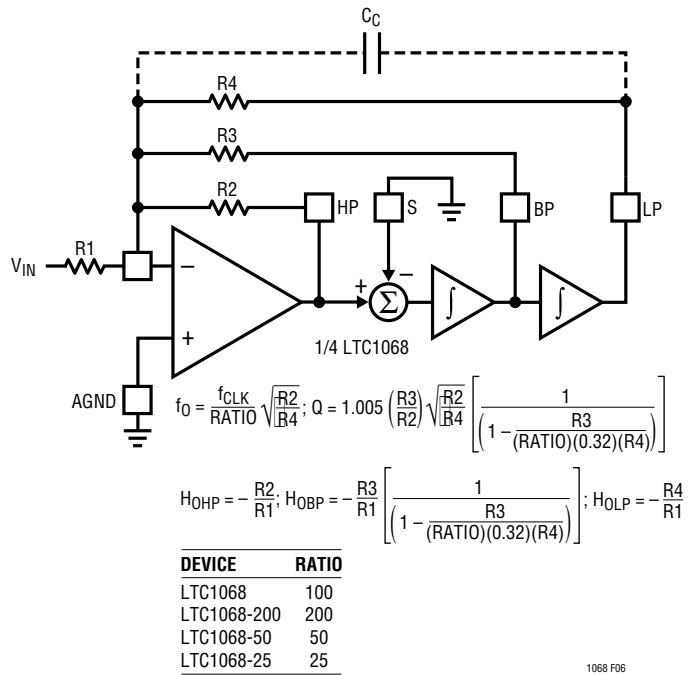 C_C
R4
R3
R2
HP
S
BP
LP
R1
V_IN
−
+
+
−
Σ
∫
∫
1/4 LTC1068
AGND
f_O = f_CLK/RATIO √(R2/R4); Q = 1.005 (R3/R2) √(R2/R4) [1/(1 − R3/((RATIO)(0.32)(R4)))]
H_OHP = − R2/R1; H_OBP = − R3/R1 [1/(1 − R3/((RATIO)(0.32)(R4)))]; H_OLP = − R4/R1
DEVICE RATIO
LTC1068 100
LTC1068-200 200
LTC1068-50 50
LTC1068-25 25
1068 F06